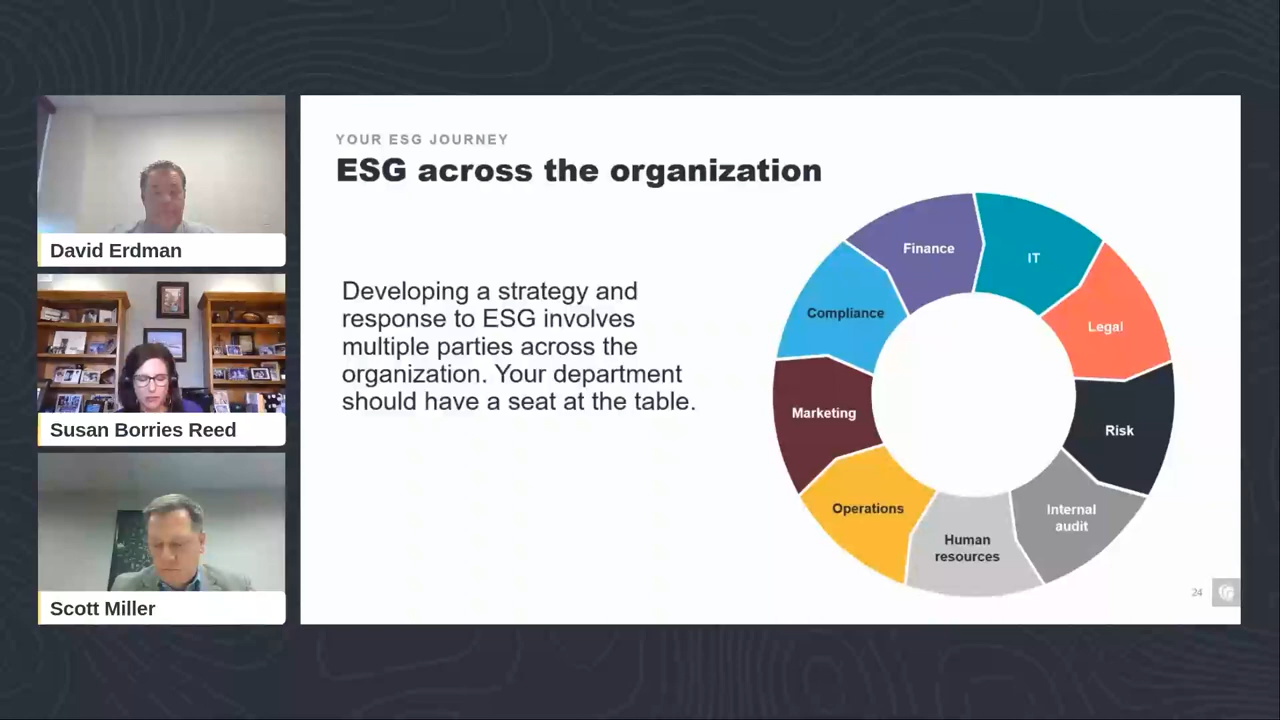 David Erdman
Susan Borries Reed
Scott Miller
YOUR ESG JOURNEY
ESG across the organization
Developing a strategy and
response to ESG involves
multiple parties across the
organization. Your department
should have a seat at the table.
Finance
IT
Legal
Risk
Internal
audit
Human
resources
Operations
Marketing
Compliance
24